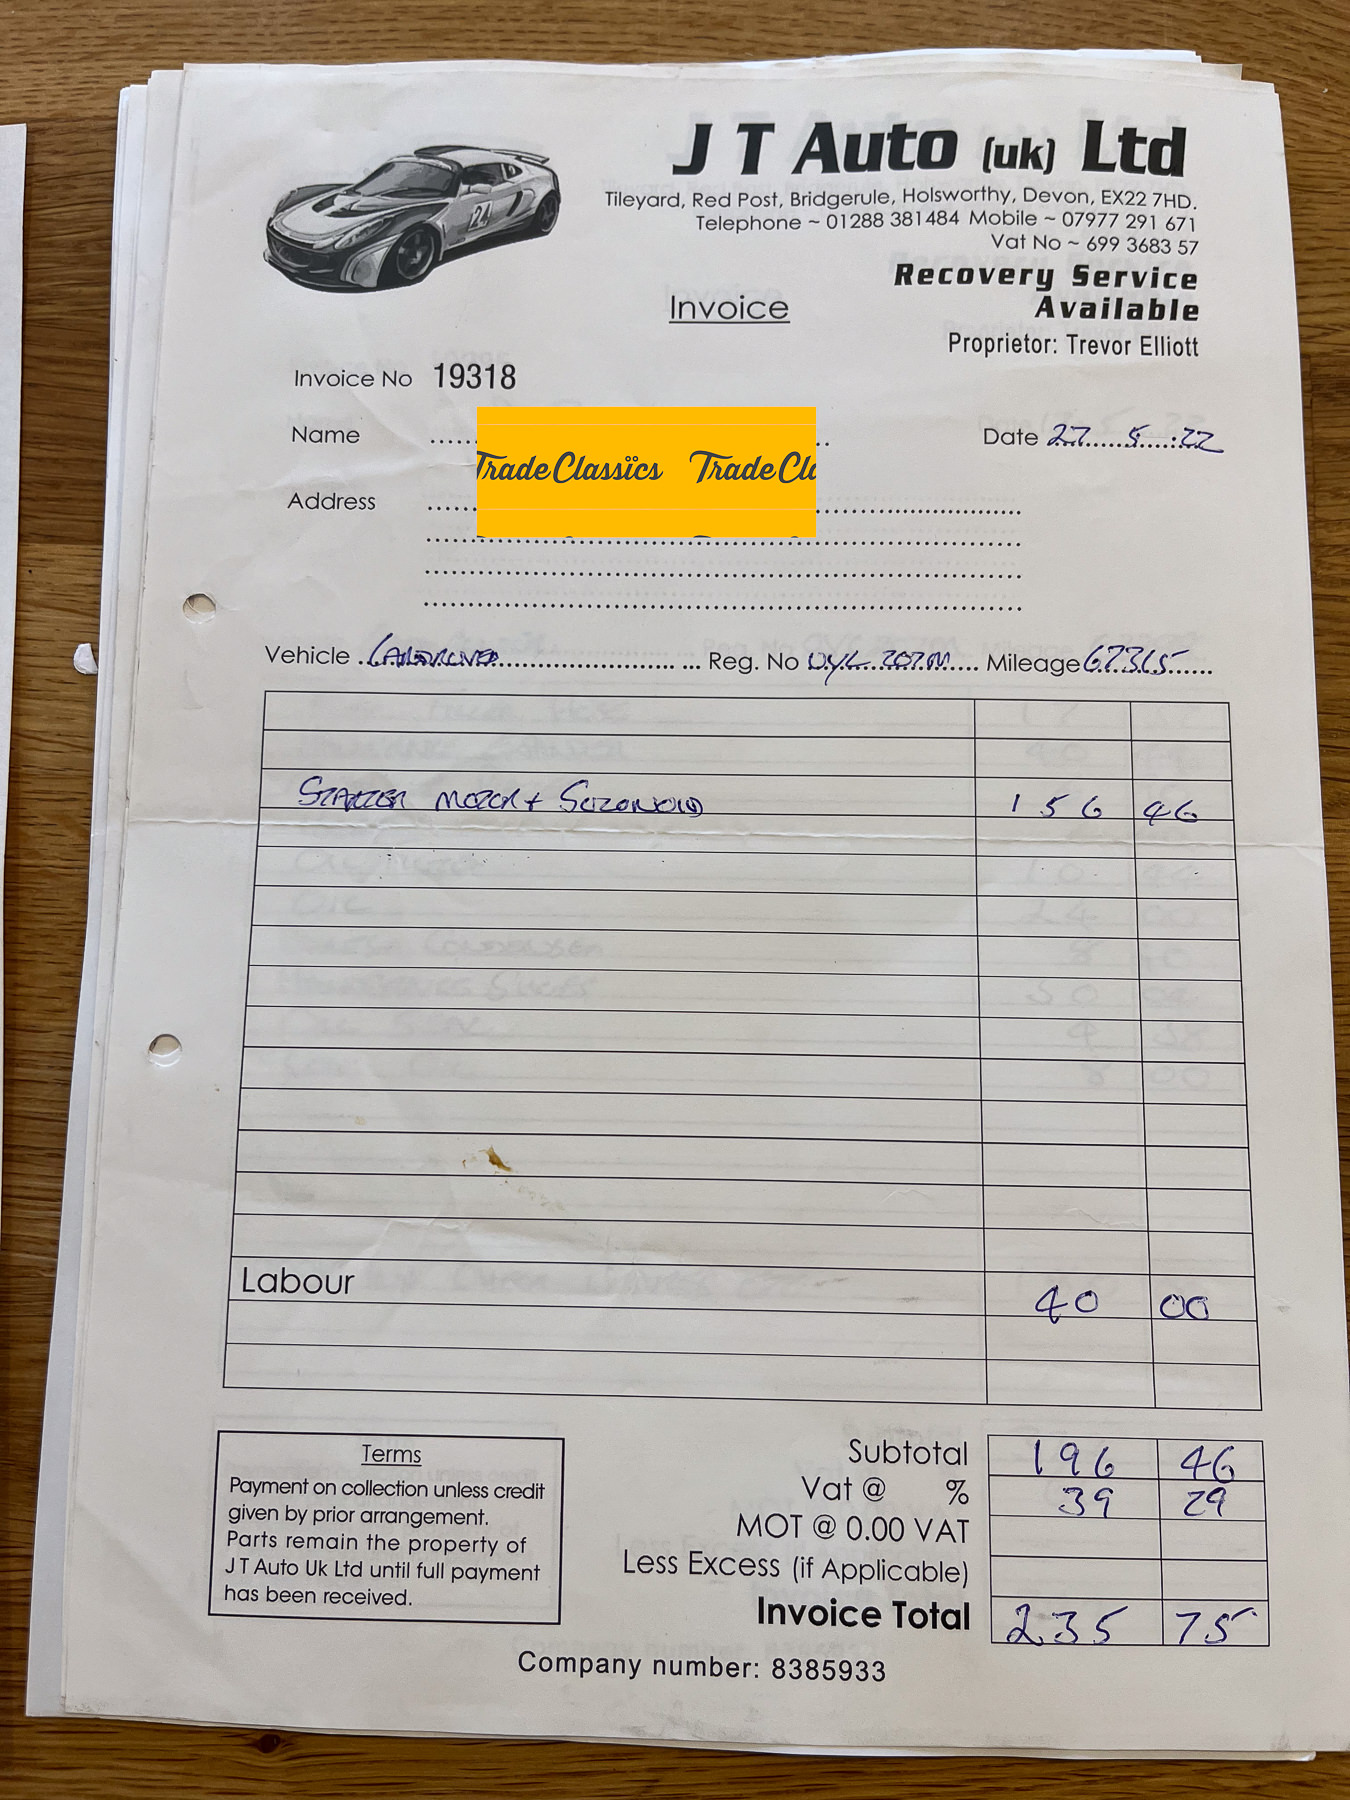 J T Auto (uk) Ltd
Tileyard, Red Post, Bridgerule, Holsworthy, Devon, EX22 7HD.
Telephone ~ 01288 381484 Mobile ~ 07977 291 671
Vat No ~ 699 3683 57
Recovery Service
Available
Proprietor: Trevor Elliott
24
Invoice
Invoice No 19318
Name
Date 27 5 22
Trade Classics Trade Cla
Address
Vehicle Reg. No UYL 707M Mileage 67315
STARTER MOTOR + SOLONOID 156 46
Labour 40 00
Terms
Payment on collection unless credit
given by prior arrangement.
Parts remain the property of
J T Auto Uk Ltd until full payment
has been received.
Subtotal 196 46
Vat @ % 39 29
MOT @ 0.00 VAT
Less Excess (if Applicable)
Invoice Total 235 75
Company number: 8385933